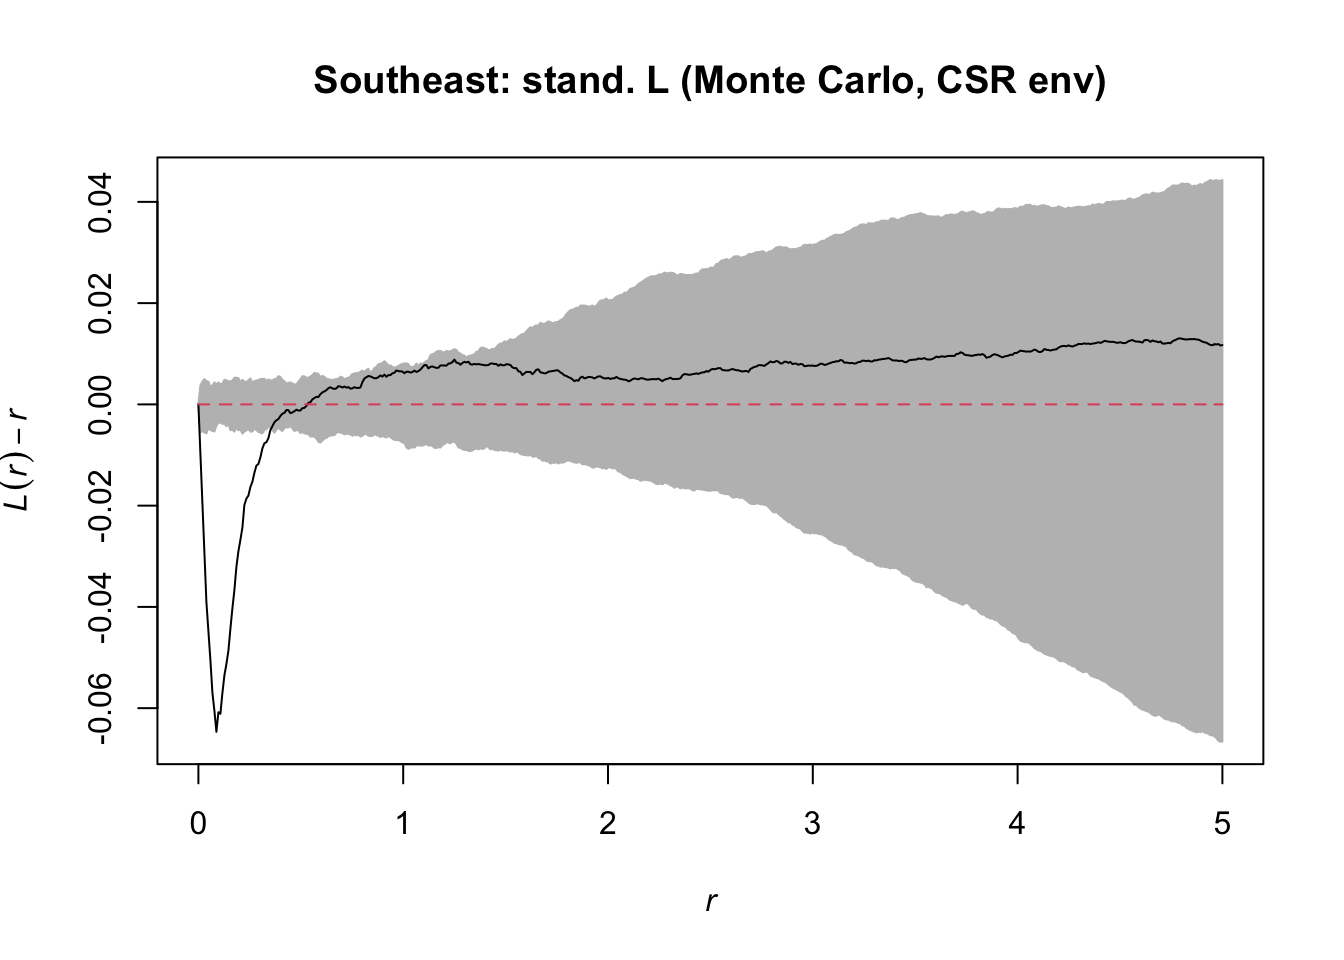 Southeast: stand. L (Monte Carlo, CSR env)
0.04
0.02
0.00
-0.02
-0.04
-0.06
L(r) − r
0 1 2 3 4 5
r